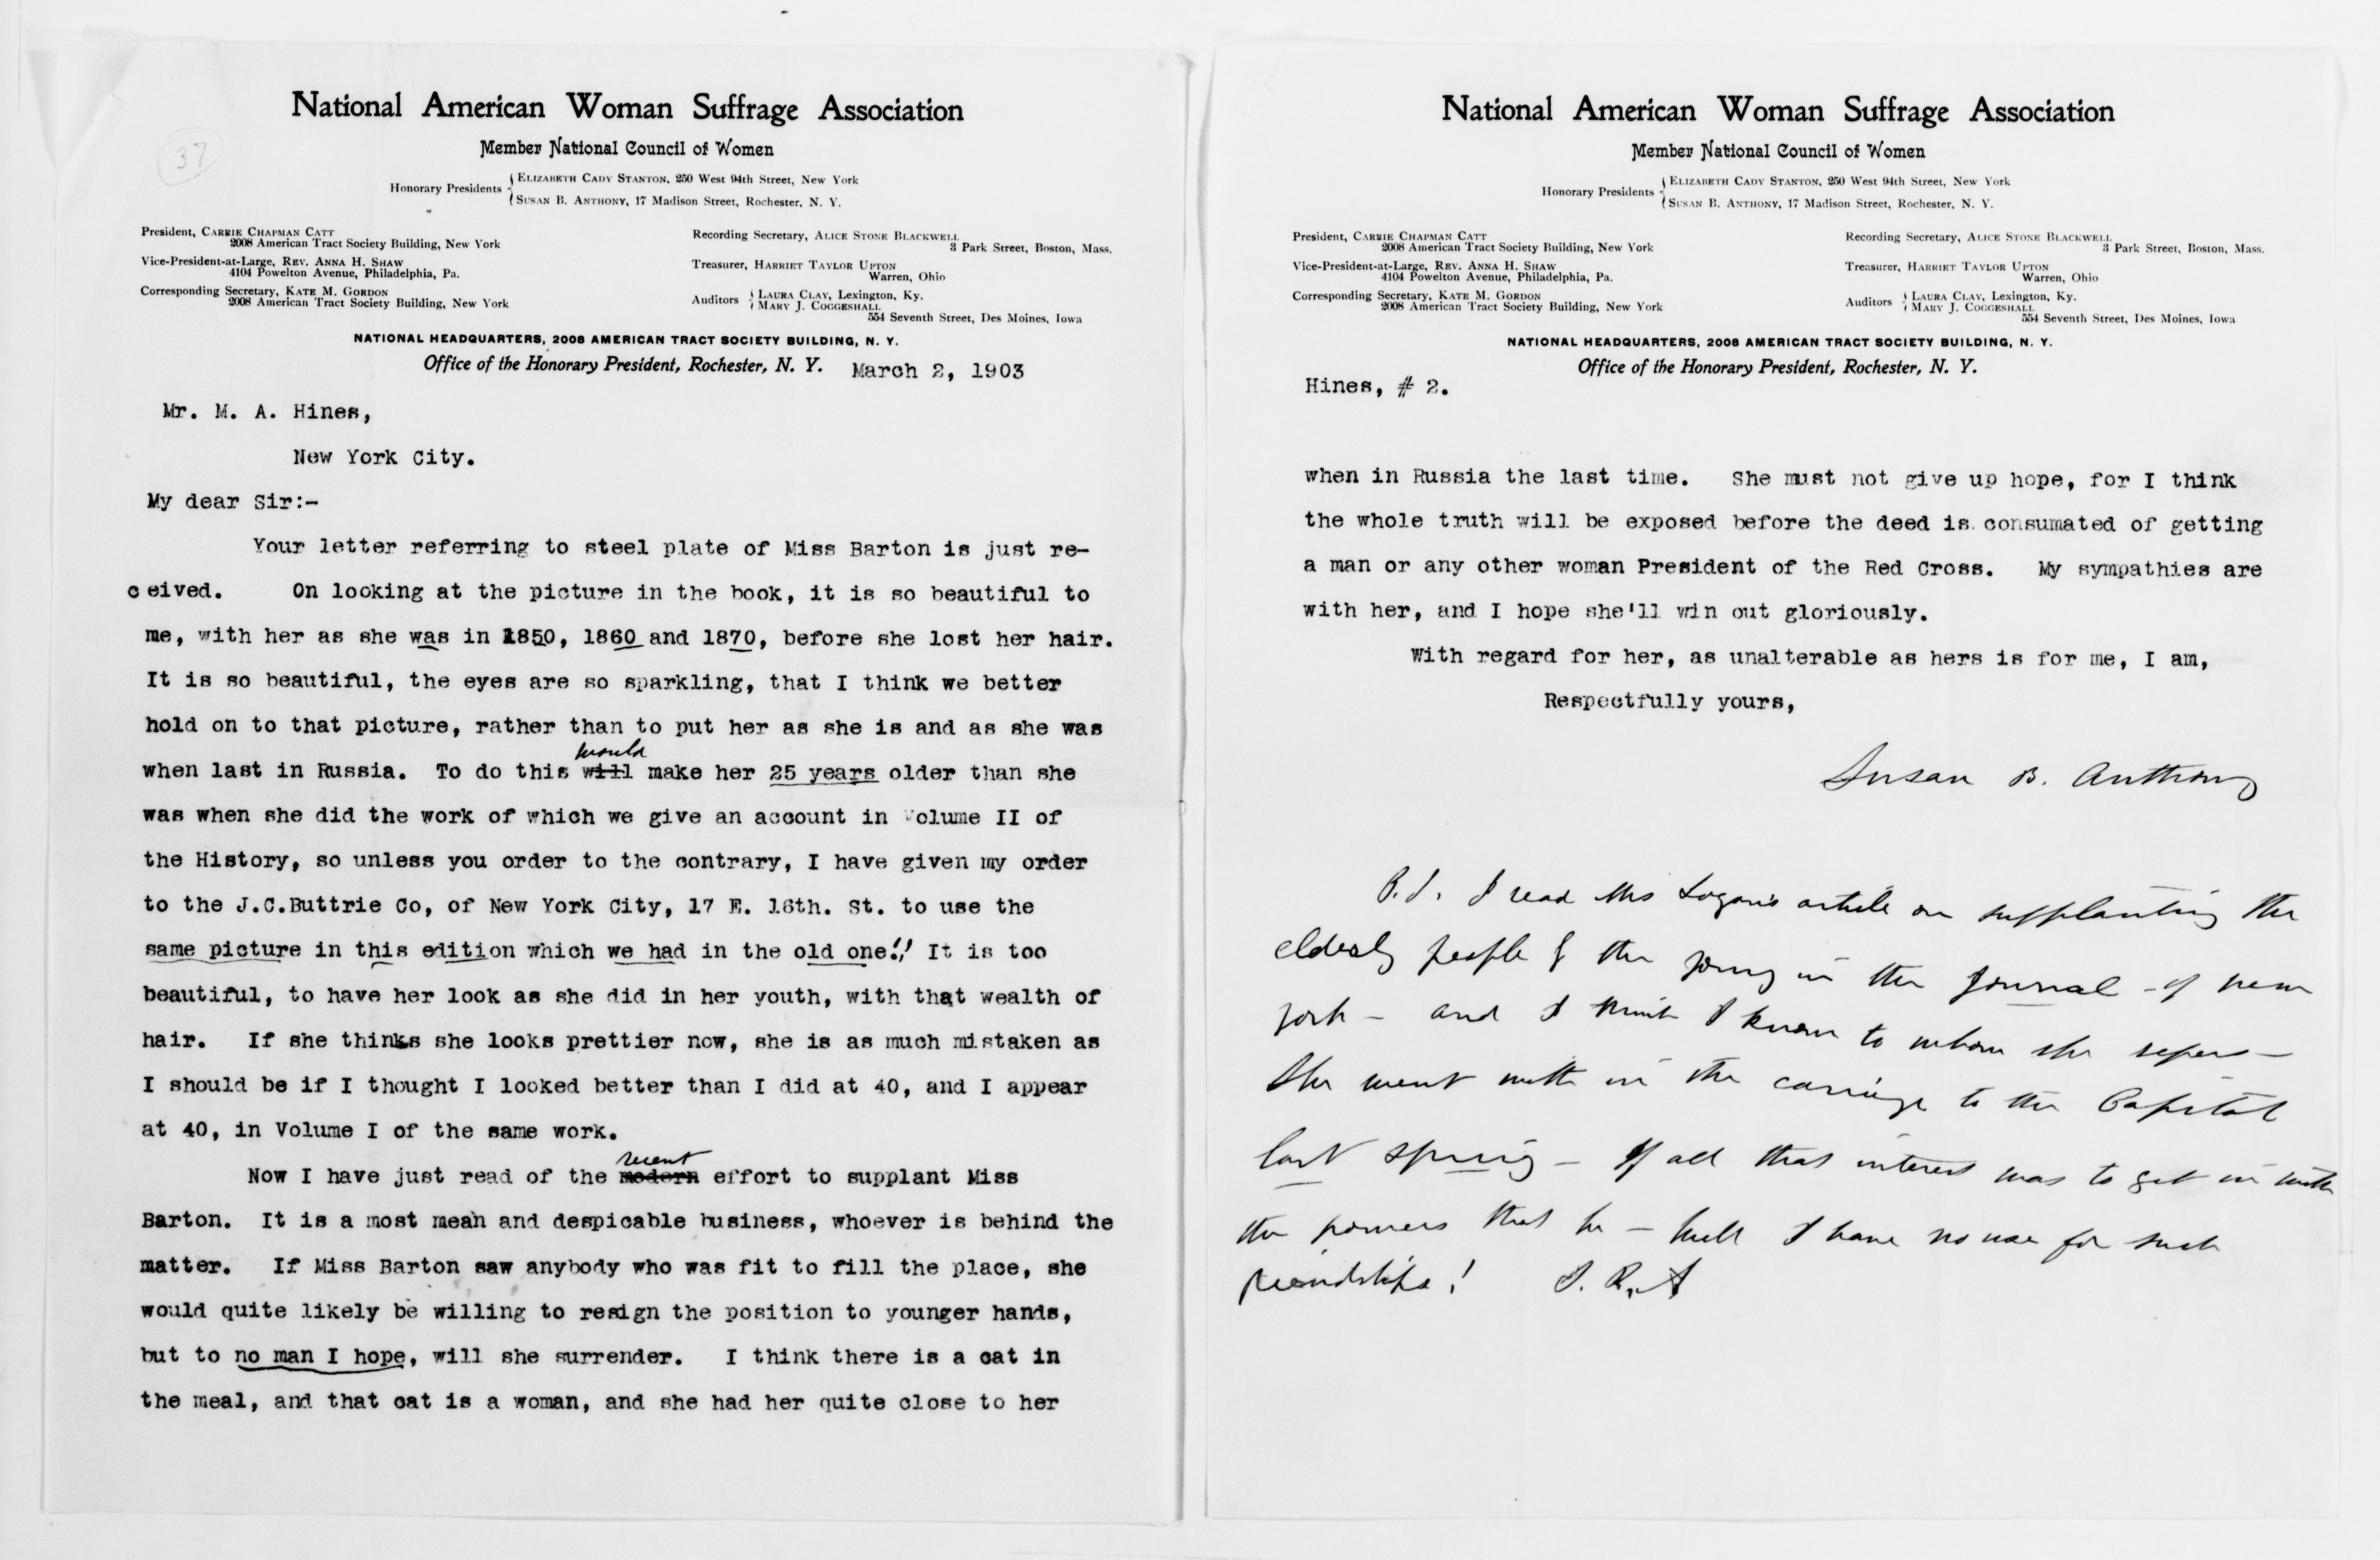 37
National American Woman Suffrage Association
Member National Council of Women
Honorary Presidents { ELIZABETH CADY STANTON, 250 West 94th Street, New York
SUSAN B. ANTHONY, 17 Madison Street, Rochester, N. Y.
President, CARRIE CHAPMAN CATT
2008 American Tract Society Building, New York
Vice-President-at-Large, REV. ANNA H. SHAW
4104 Powelton Avenue, Philadelphia, Pa.
Corresponding Secretary, KATE M. GORDON
2008 American Tract Society Building, New York
Recording Secretary, ALICE STONE BLACKWELL
3 Park Street, Boston, Mass.
Treasurer, HARRIET TAYLOR UPTON
Warren, Ohio
Auditors { LAURA CLAY, Lexington, Ky.
MARY J. COGGESHALL
554 Seventh Street, Des Moines, Iowa
NATIONAL HEADQUARTERS, 2008 AMERICAN TRACT SOCIETY BUILDING, N. Y.
Office of the Honorary President, Rochester, N. Y. March 2, 1903
Mr. M. A. Hines,
New York City.
My dear Sir:-
Your letter referring to steel plate of Miss Barton is just re-
ceived. On looking at the picture in the book, it is so beautiful to
me, with her as she was in 1850, 1860 and 1870, before she lost her hair.
It is so beautiful, the eyes are so sparkling, that I think we better
hold on to that picture, rather than to put her as she is and as she was
would
when last in Russia. To do this will make her 25 years older than she
was when she did the work of which we give an account in Volume II of
the History, so unless you order to the contrary, I have given my order
to the J.C.Buttrie Co, of New York City, 17 E. 16th. St. to use the
same picture in this edition which we had in the old one!! It is too
beautiful, to have her look as she did in her youth, with that wealth of
hair. If she thinks she looks prettier now, she is as much mistaken as
I should be if I thought I looked better than I did at 40, and I appear
at 40, in Volume I of the same work.
recent
Now I have just read of the modern effort to supplant Miss
Barton. It is a most mean and despicable business, whoever is behind the
matter. If Miss Barton saw anybody who was fit to fill the place, she
would quite likely be willing to resign the position to younger hands,
but to no man I hope, will she surrender. I think there is a cat in
the meal, and that cat is a woman, and she had her quite close to her
National American Woman Suffrage Association
Member National Council of Women
Honorary Presidents { ELIZABETH CADY STANTON, 250 West 94th Street, New York
SUSAN B. ANTHONY, 17 Madison Street, Rochester, N. Y.
President, CARRIE CHAPMAN CATT
2008 American Tract Society Building, New York
Vice-President-at-Large, REV. ANNA H. SHAW
4104 Powelton Avenue, Philadelphia, Pa.
Corresponding Secretary, KATE M. GORDON
2008 American Tract Society Building, New York
Recording Secretary, ALICE STONE BLACKWELL
3 Park Street, Boston, Mass.
Treasurer, HARRIET TAYLOR UPTON
Warren, Ohio
Auditors { LAURA CLAY, Lexington, Ky.
MARY J. COGGESHALL
554 Seventh Street, Des Moines, Iowa
NATIONAL HEADQUARTERS, 2008 AMERICAN TRACT SOCIETY BUILDING, N. Y.
Office of the Honorary President, Rochester, N. Y.
Hines, # 2.
when in Russia the last time. She must not give up hope, for I think
the whole truth will be exposed before the deed is consumated of getting
a man or any other woman President of the Red Cross. My sympathies are
with her, and I hope she'll win out gloriously.
With regard for her, as unalterable as hers is for me, I am,
Respectfully yours,
Susan B. Anthony
P.S. I read Mrs Logan's article on supplanting the
elderly people by the young in the Journal - of New
York - and I think I know to whom she refers -
She went with in the carriage to the Capitol
last spring - If all that interest was to get in with
the powers that be - well I have no use for such
friendships! S. B. A